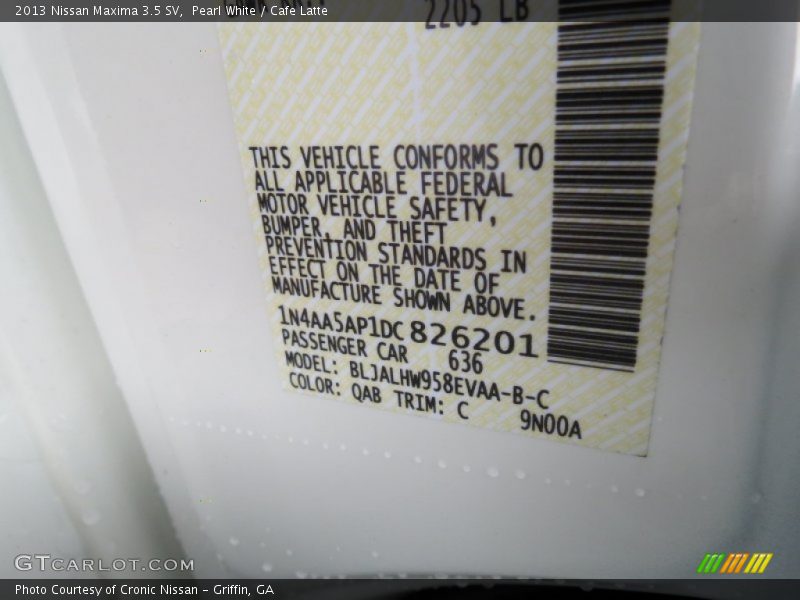 2013 Nissan Maxima 3.5 SV,  Pearl White / Cafe Latte
2205 LB
THIS VEHICLE CONFORMS TO
ALL APPLICABLE FEDERAL
MOTOR VEHICLE SAFETY,
BUMPER, AND THEFT
PREVENTION STANDARDS IN
EFFECT ON THE DATE OF
MANUFACTURE SHOWN ABOVE.
1N4AA5AP1DC826201
PASSENGER CAR 636
MODEL: BLJALHW958EVAA-B-C
COLOR: QAB TRIM: C 9N00A
GTCARLOT.COM
Photo Courtesy of Cronic Nissan - Griffin, GA